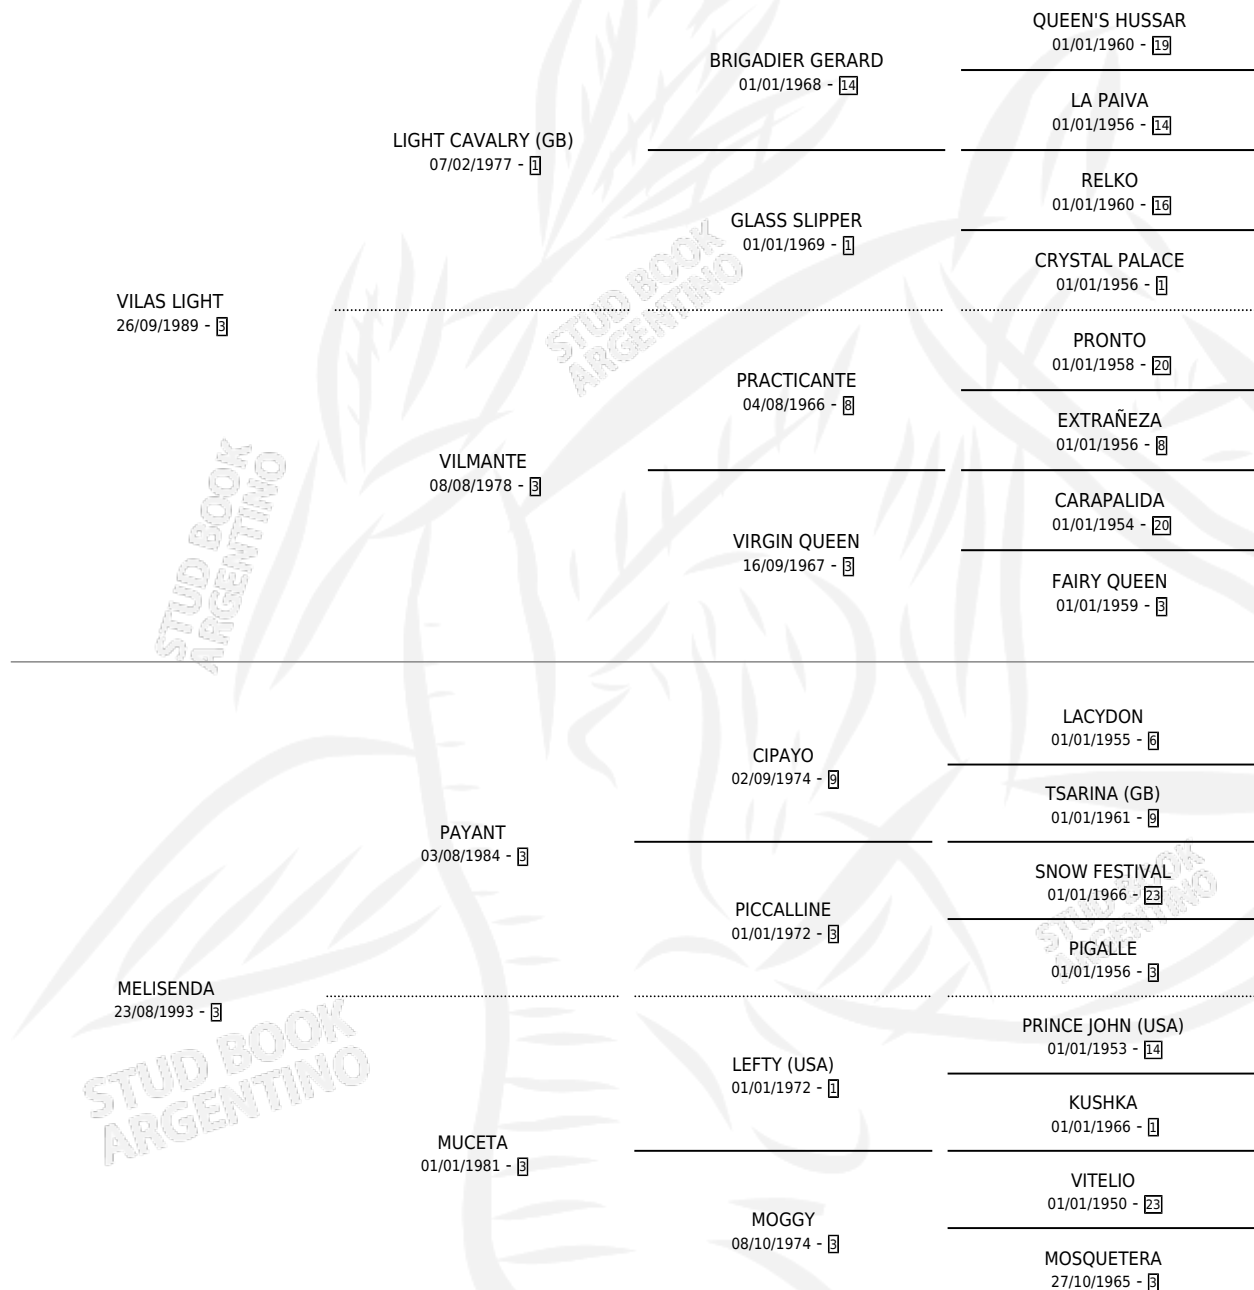 QUEEN'S HUSSAR
01/01/1960 - 19
BRIGADIER GERARD
01/01/1968 - 14
LA PAIVA
01/01/1956 - 14
LIGHT CAVALRY (GB)
07/02/1977 - 1
RELKO
01/01/1960 - 16
GLASS SLIPPER
01/01/1969 - 1
CRYSTAL PALACE
01/01/1956 - 1
VILAS LIGHT
26/09/1989 - 3
PRONTO
01/01/1958 - 20
PRACTICANTE
04/08/1966 - 8
EXTRAÑEZA
01/01/1956 - 8
VILMANTE
08/08/1978 - 3
CARAPALIDA
01/01/1954 - 20
VIRGIN QUEEN
16/09/1967 - 3
FAIRY QUEEN
01/01/1959 - 3
LACYDON
01/01/1955 - 6
CIPAYO
02/09/1974 - 9
TSARINA (GB)
01/01/1961 - 9
PAYANT
03/08/1984 - 3
SNOW FESTIVAL
01/01/1966 - 23
PICCALLINE
01/01/1972 - 3
PIGALLE
01/01/1956 - 3
MELISENDA
23/08/1993 - 3
PRINCE JOHN (USA)
01/01/1953 - 14
LEFTY (USA)
01/01/1972 - 1
KUSHKA
01/01/1966 - 1
MUCETA
01/01/1981 - 3
VITELIO
01/01/1950 - 23
MOGGY
08/10/1974 - 3
MOSQUETERA
27/10/1965 - 3
STUD BOOK
ARGENTINO
STUD BOOK
ARGENTINO
STUD BOOK
ARGENTINO
STUD BOOK
ARGENTINO